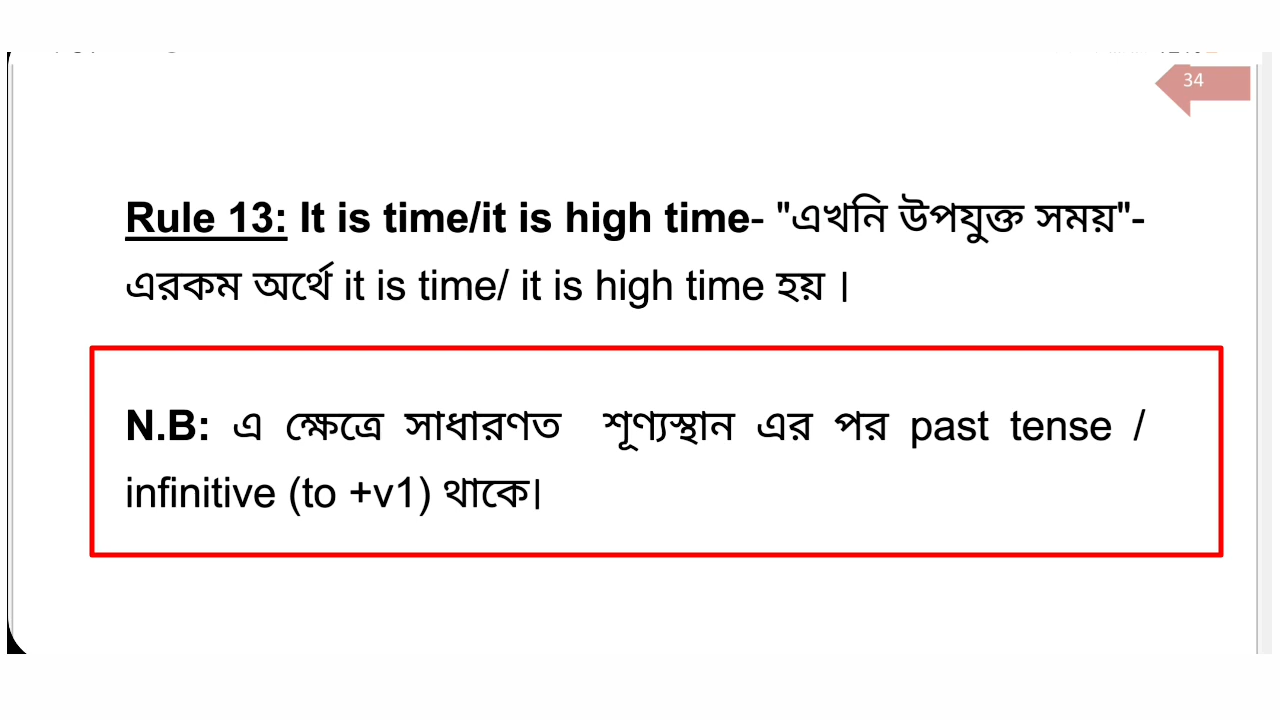 34
Rule 13: It is time/it is high time- "এখনি উপযুক্ত সময়"-
এরকম অর্থে it is time/ it is high time হয় ।
N.B: এ ক্ষেত্রে সাধারণত শূণ্যস্থান এর পর past tense /
infinitive (to +v1) থাকে।